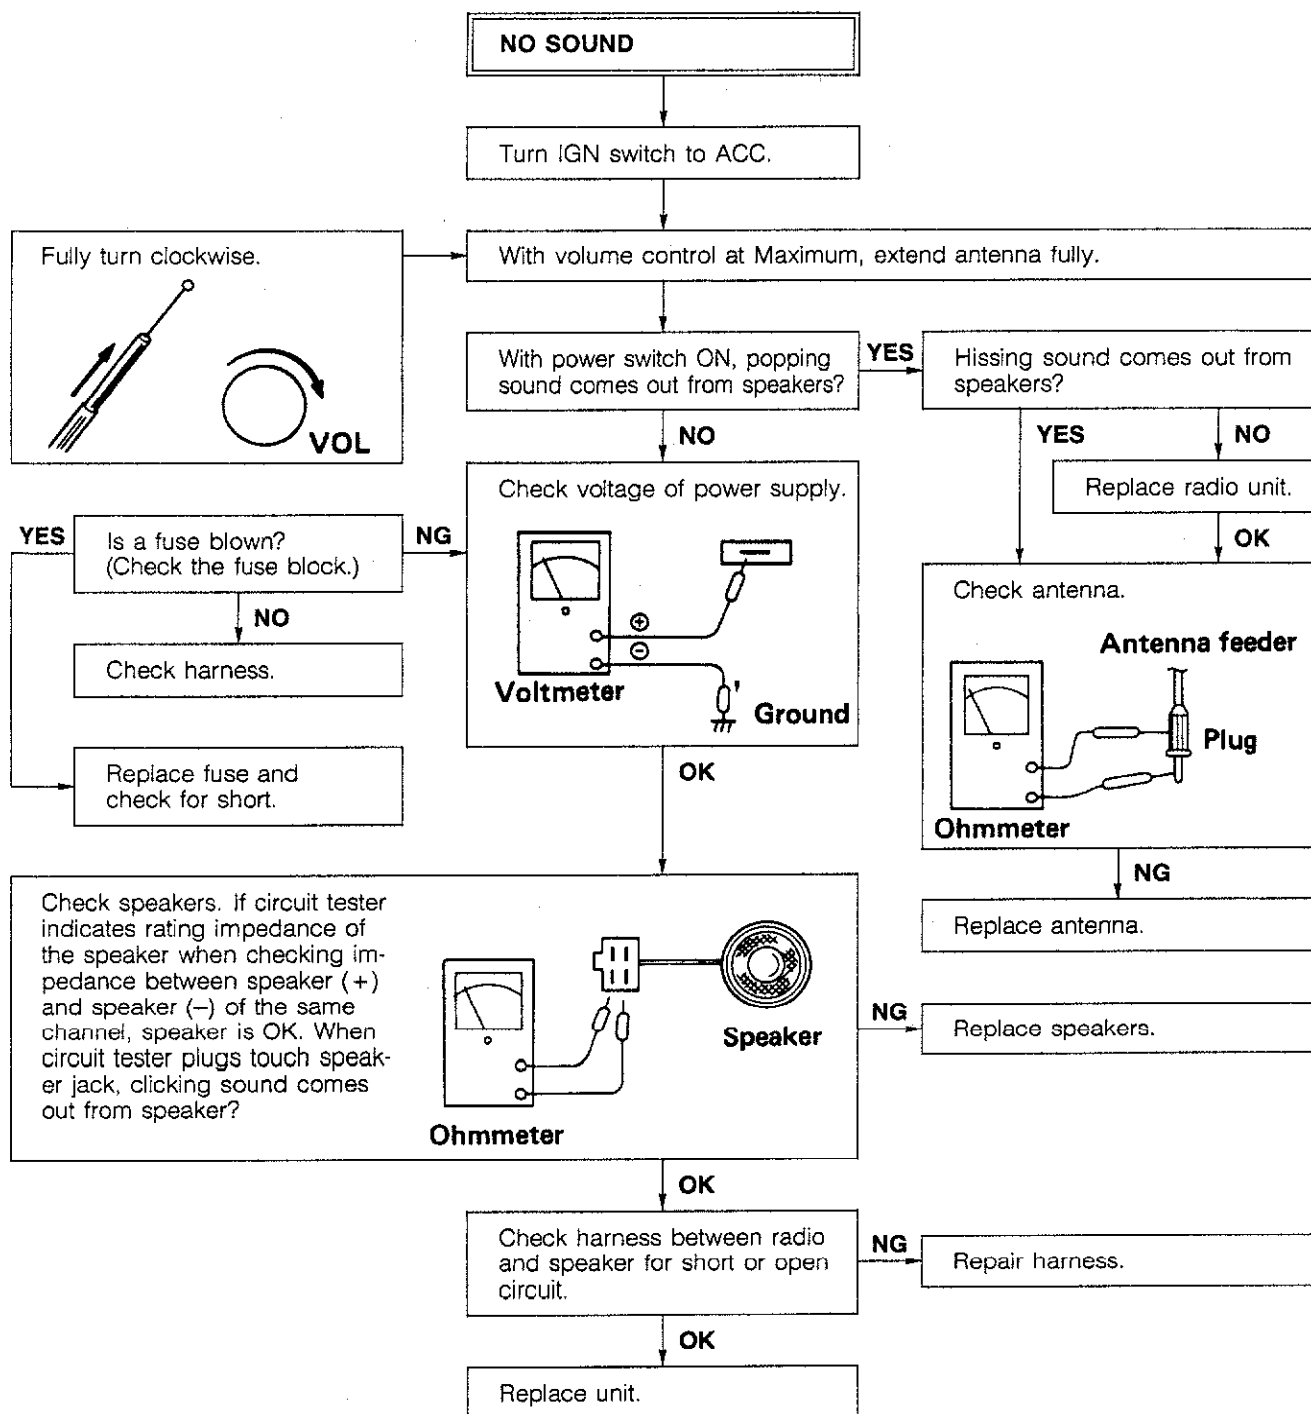 NO SOUND
Turn IGN switch to ACC.
Fully turn clockwise.
VOL
With volume control at Maximum, extend antenna fully.
With power switch ON, popping
sound comes out from speakers?
YES
Hissing sound comes out from
speakers?
NO
YES
NO
Replace radio unit.
OK
Check voltage of power supply.
⊕
⊖
Voltmeter
Ground
NG
Is a fuse blown?
(Check the fuse block.)
YES
NO
Check harness.
Replace fuse and
check for short.
OK
Check antenna.
Antenna feeder
Plug
Ohmmeter
NG
Replace antenna.
Check speakers. If circuit tester
indicates rating impedance of
the speaker when checking im-
pedance between speaker (+)
and speaker (–) of the same
channel, speaker is OK. When
circuit tester plugs touch speak-
er jack, clicking sound comes
out from speaker?
Ohmmeter
Speaker
NG
Replace speakers.
OK
Check harness between radio
and speaker for short or open
circuit.
NG
Repair harness.
OK
Replace unit.